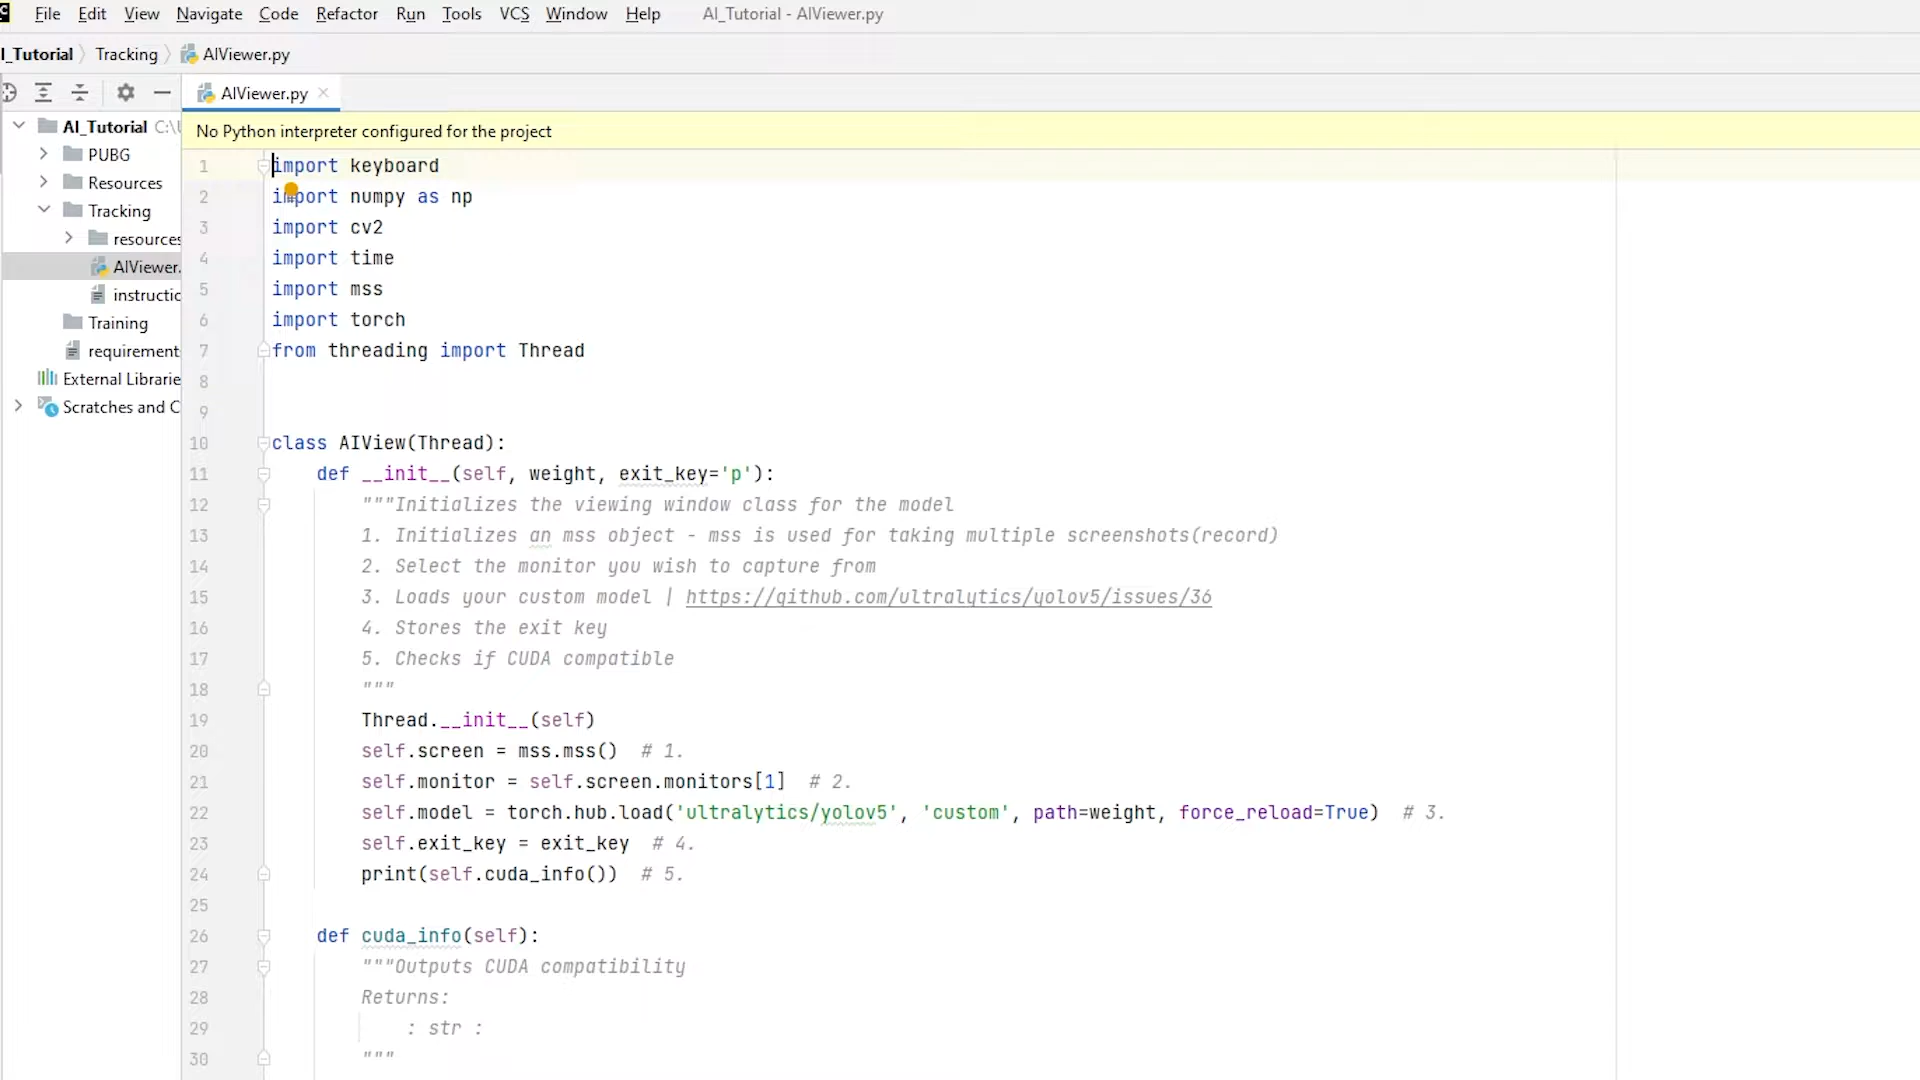 File Edit View Navigate Code Refactor Run Tools VCS Window Help AI_Tutorial - AIViewer.py
I_Tutorial Tracking AIViewer.py
AIViewer.py
AI_Tutorial C:\
No Python interpreter configured for the project
PUBG
Resources
Tracking
resources
AIViewer.
instructio
Training
requirement
External Librarie
Scratches and C
1 import keyboard
2 import numpy as np
3 import cv2
4 import time
5 import mss
6 import torch
7 from threading import Thread
8
9
10 class AIView(Thread):
11 def __init__(self, weight, exit_key='p'):
12 """Initializes the viewing window class for the model
13 1. Initializes an mss object - mss is used for taking multiple screenshots(record)
14 2. Select the monitor you wish to capture from
15 3. Loads your custom model | https://github.com/ultralytics/yolov5/issues/36
16 4. Stores the exit key
17 5. Checks if CUDA compatible
18 """
19 Thread.__init__(self)
20 self.screen = mss.mss() # 1.
21 self.monitor = self.screen.monitors[1] # 2.
22 self.model = torch.hub.load('ultralytics/yolov5', 'custom', path=weight, force_reload=True) # 3.
23 self.exit_key = exit_key # 4.
24 print(self.cuda_info()) # 5.
25
26 def cuda_info(self):
27 """Outputs CUDA compatibility
28 Returns:
29 : str :
30 """